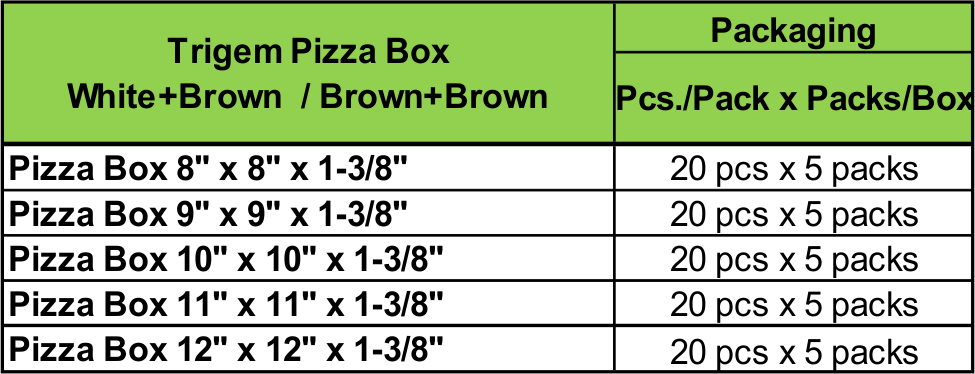 Trigem Pizza Box
White+Brown / Brown+Brown
Packaging
Pcs./Pack x Packs/Box
Pizza Box 8" x 8" x 1-3/8" 20 pcs x 5 packs
Pizza Box 9" x 9" x 1-3/8" 20 pcs x 5 packs
Pizza Box 10" x 10" x 1-3/8" 20 pcs x 5 packs
Pizza Box 11" x 11" x 1-3/8" 20 pcs x 5 packs
Pizza Box 12" x 12" x 1-3/8" 20 pcs x 5 packs